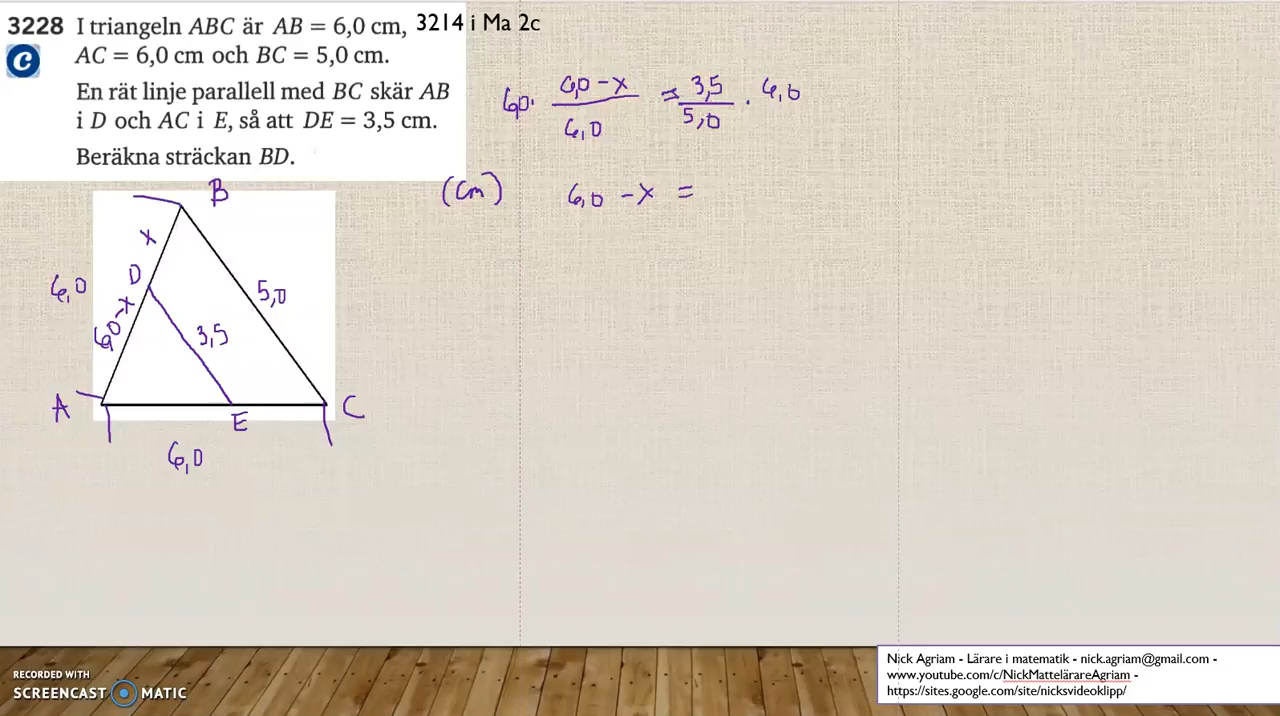 3228 I triangeln ABC är AB = 6,0 cm,
AC = 6,0 cm och BC = 5,0 cm.
C
En rät linje parallell med BC skär AB
i D och AC i E, så att DE = 3,5 cm.
Beräkna sträckan BD.
3214 i Ma 2c
6,0 · (6,0 - x)/6,0 = 3,5/5,0 · 6,0
(cm) 6,0 - x =
B
x
D
6,0
5,0
6,0-x
3,5
A
C
E
6,0
RECORDED WITH
SCREENCAST MATIC
Nick Agriam - Lärare i matematik - nick.agriam@gmail.com -
www.youtube.com/c/NickMattelärareAgriam -
https://sites.google.com/site/nicksvideoklipp/